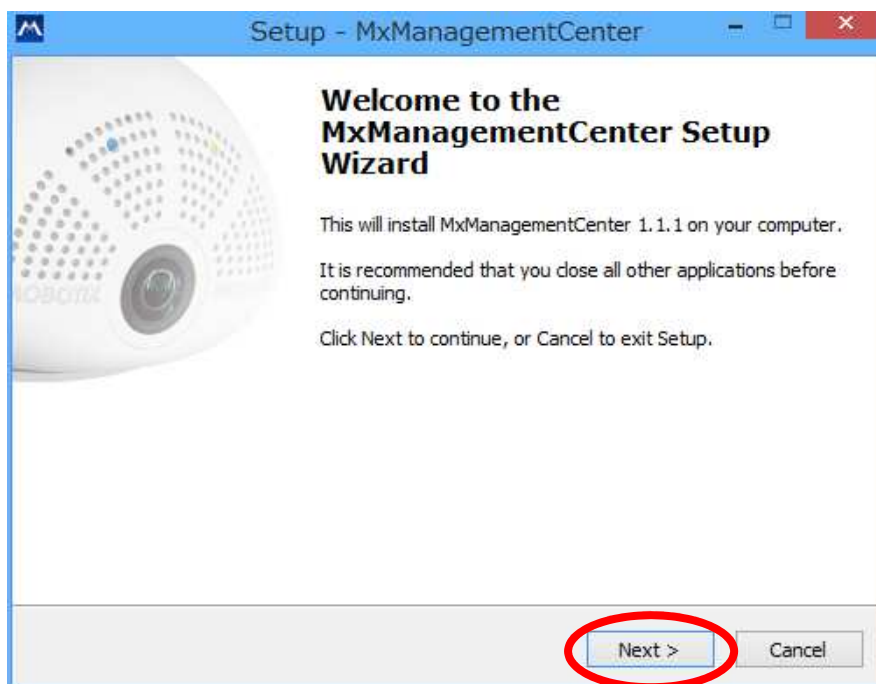 Setup - MxManagementCenter
Welcome to the
MxManagementCenter Setup
Wizard
This will install MxManagementCenter 1.1.1 on your computer.
It is recommended that you close all other applications before
continuing.
Click Next to continue, or Cancel to exit Setup.
MOBOTIX
Next >
Cancel